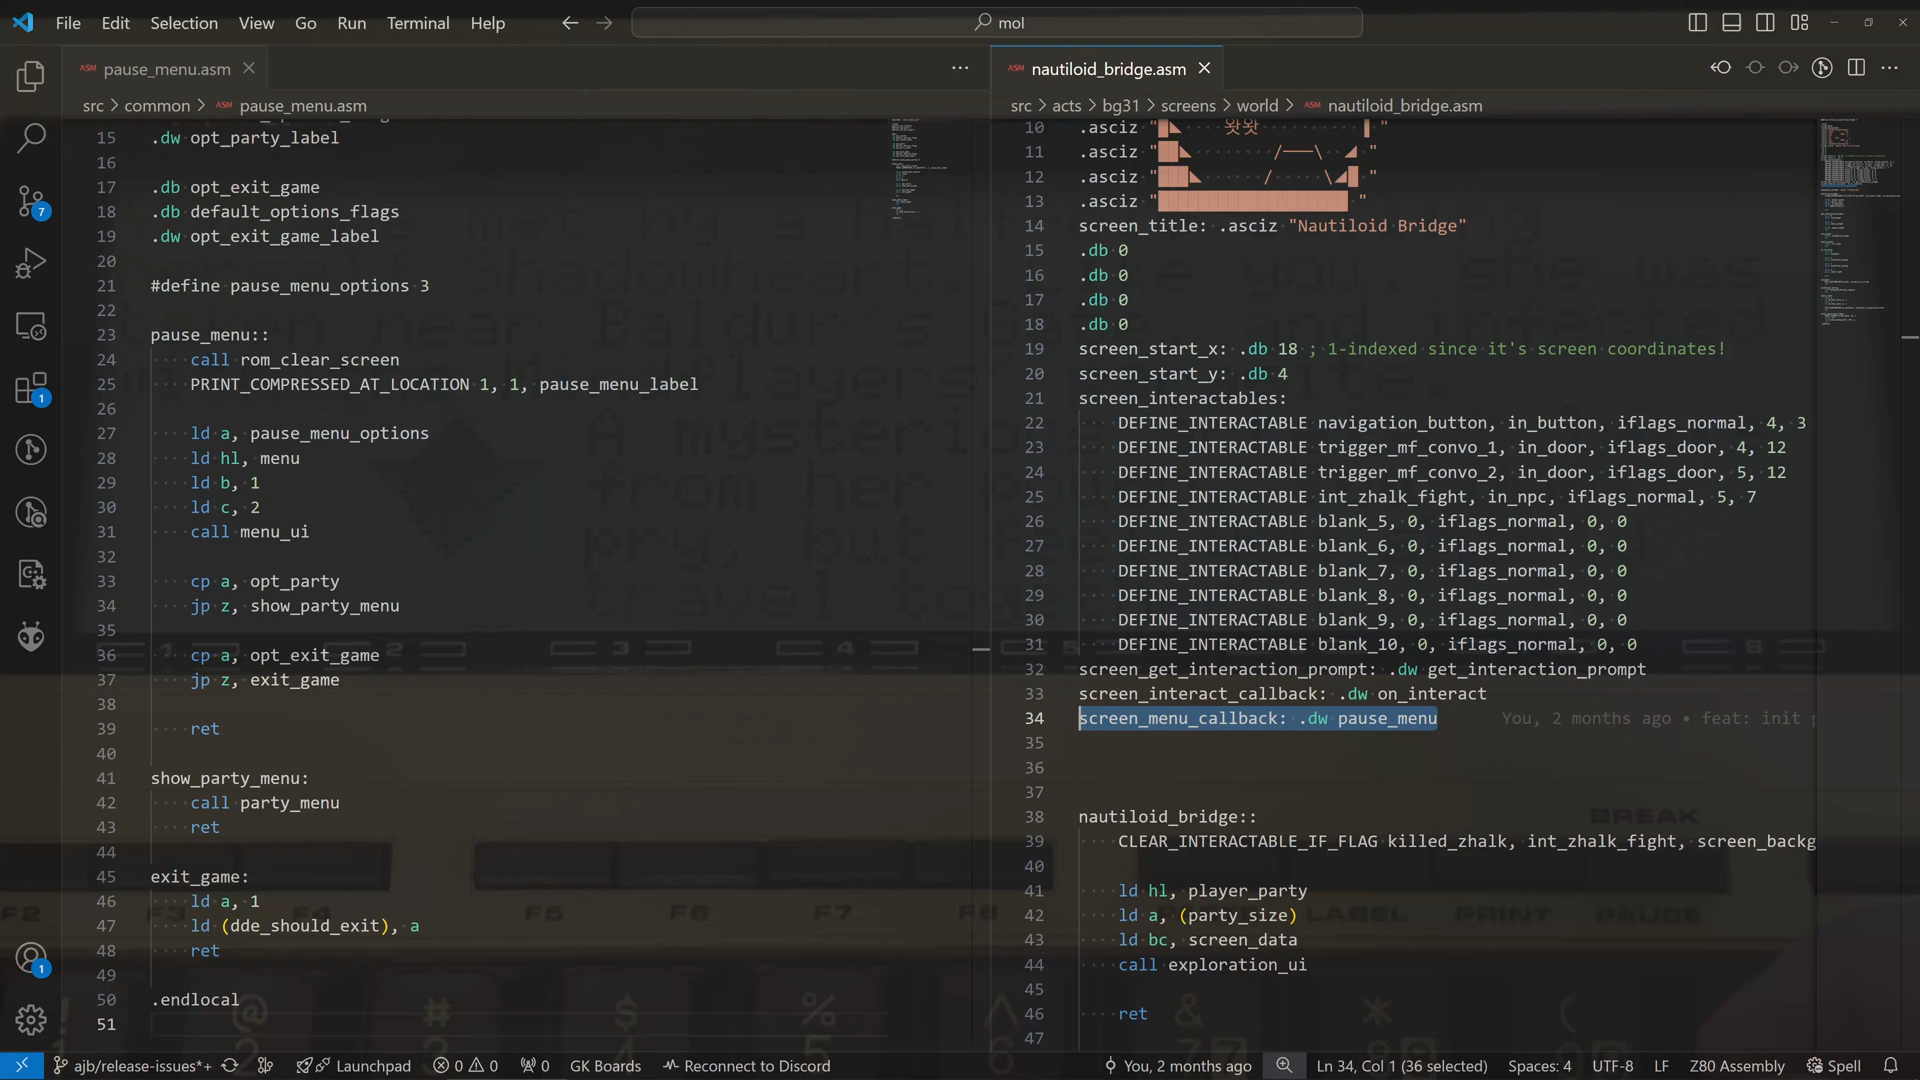 File Edit Selection View Go Run Terminal Help
mol
ASM pause_menu.asm
ASM nautiloid_bridge.asm
src > common > ASM pause_menu.asm
src > acts > bg31 > screens > world > ASM nautiloid_bridge.asm
15 .dw opt_party_label
16
17 .db opt_exit_game
18 .db default_options_flags
19 .dw opt_exit_game_label
20
21 #define pause_menu_options 3
22
23 pause_menu::
24 call rom_clear_screen
25 PRINT_COMPRESSED_AT_LOCATION 1, 1, pause_menu_label
26
27 ld a, pause_menu_options
28 ld hl, menu
29 ld b, 1
30 ld c, 2
31 call menu_ui
32
33 cp a, opt_party
34 jp z, show_party_menu
35
36 cp a, opt_exit_game
37 jp z, exit_game
38
39 ret
40
41 show_party_menu:
42 call party_menu
43 ret
44
45 exit_game:
46 ld a, 1
47 ld (dde_should_exit), a
48 ret
49
50 .endlocal
51
10 .asciz "█◣ 왓왓 ▐ "
11 .asciz "██◣ /──\ ◢ "
12 .asciz "███◣ / \◢█ "
13 .asciz "███████████████████ "
14 screen_title: .asciz "Nautiloid Bridge"
15 .db 0
16 .db 0
17 .db 0
18 .db 0
19 screen_start_x: .db 18 ; 1-indexed since it's screen coordinates!
20 screen_start_y: .db 4
21 screen_interactables:
22 DEFINE_INTERACTABLE navigation_button, in_button, iflags_normal, 4, 3
23 DEFINE_INTERACTABLE trigger_mf_convo_1, in_door, iflags_door, 4, 12
24 DEFINE_INTERACTABLE trigger_mf_convo_2, in_door, iflags_door, 5, 12
25 DEFINE_INTERACTABLE int_zhalk_fight, in_npc, iflags_normal, 5, 7
26 DEFINE_INTERACTABLE blank_5, 0, iflags_normal, 0, 0
27 DEFINE_INTERACTABLE blank_6, 0, iflags_normal, 0, 0
28 DEFINE_INTERACTABLE blank_7, 0, iflags_normal, 0, 0
29 DEFINE_INTERACTABLE blank_8, 0, iflags_normal, 0, 0
30 DEFINE_INTERACTABLE blank_9, 0, iflags_normal, 0, 0
31 DEFINE_INTERACTABLE blank_10, 0, iflags_normal, 0, 0
32 screen_get_interaction_prompt: .dw get_interaction_prompt
33 screen_interact_callback: .dw on_interact
34 screen_menu_callback: .dw pause_menu You, 2 months ago • feat: init p
35
36
37
38 nautiloid_bridge::
39 CLEAR_INTERACTABLE_IF_FLAG killed_zhalk, int_zhalk_fight, screen_backg
40
41 ld hl, player_party
42 ld a, (party_size)
43 ld bc, screen_data
44 call exploration_ui
45
46 ret
47
7
1
1
ajb/release-issues*+ Launchpad 0 0 0 GK Boards Reconnect to Discord You, 2 months ago Ln 34, Col 1 (36 selected) Spaces: 4 UTF-8 LF Z80 Assembly Spell